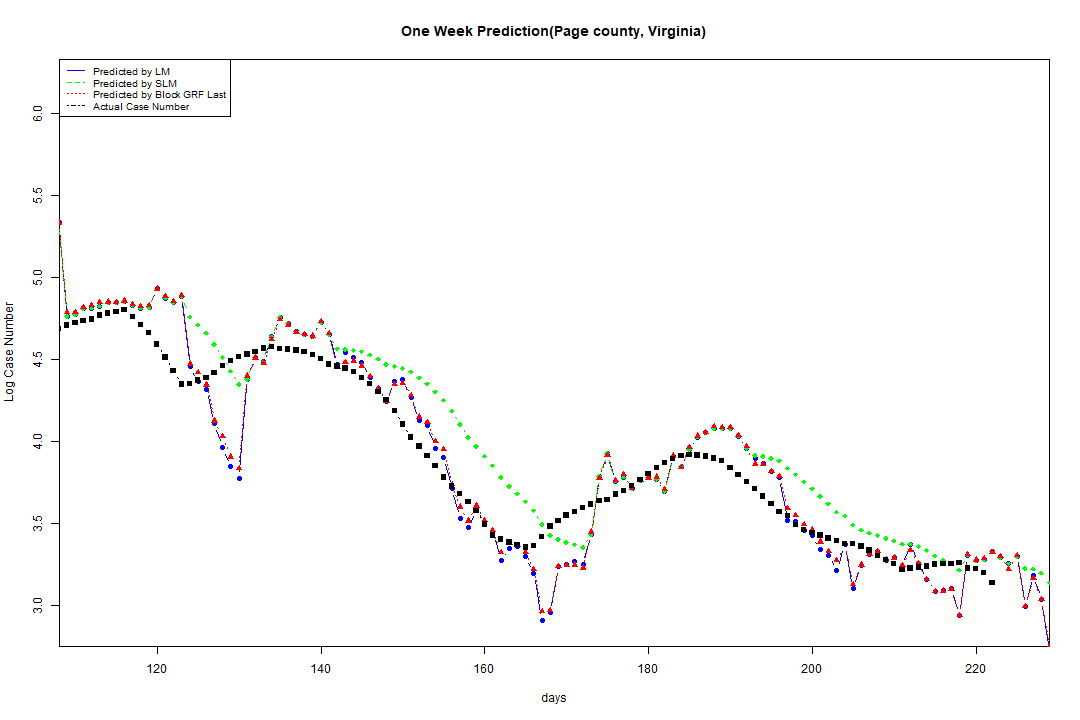 One Week Prediction(Page county, Virginia)
Predicted by LM
Predicted by SLM
Predicted by Block GRF Last
Actual Case Number
6.0
5.5
5.0
4.5
4.0
3.5
3.0
Log Case Number
120 140 160 180 200 220
days